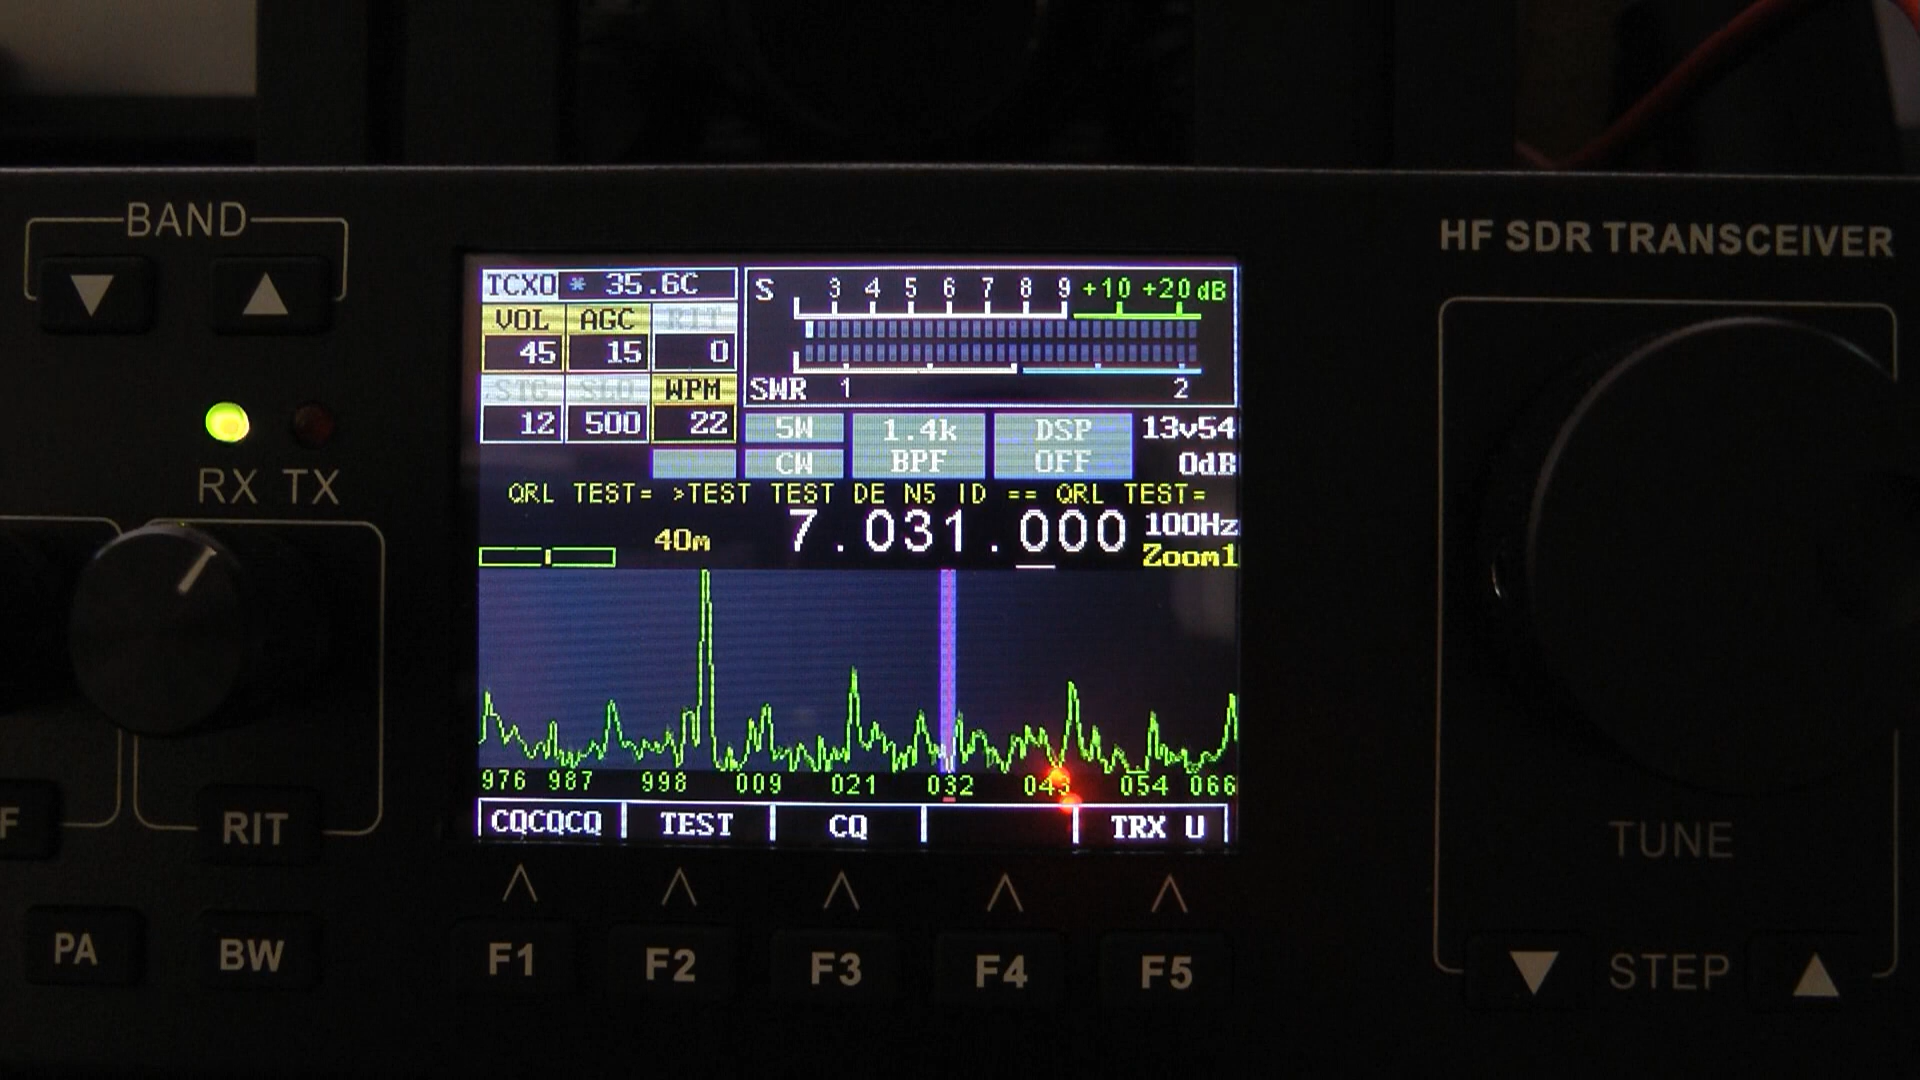 BAND
HF SDR TRANSCEIVER
TCXO * 35.6C
VOL AGC RIT
45 15 0
STG SLO WPM
12 500 22
S 3 4 5 6 7 8 9 +10 +20 dB
SWR 1 2
5W 1.4k DSP 13v54
CW BPF OFF 0dB
QRL TEST= >TEST TEST DE N5 ID == QRL TEST=
40m 7.031.000 100Hz
Zoom1
976 987 998 009 021 032 043 054 066
CQCQCQ TEST CQ TRX U
RX TX
F RIT
PA BW
F1 F2 F3 F4 F5
TUNE
STEP